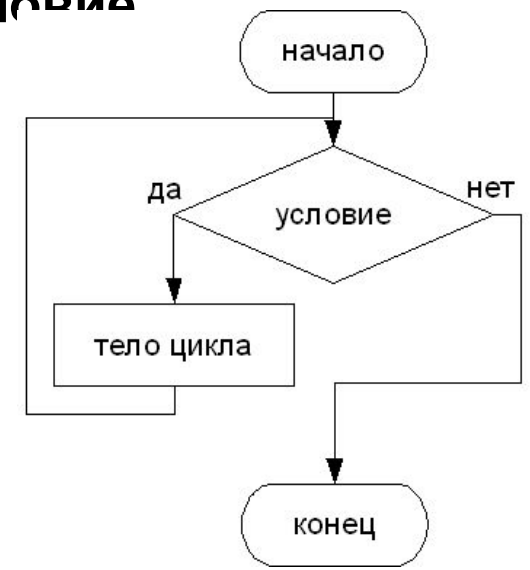 начало
да
нет
условие
тело цикла
конец